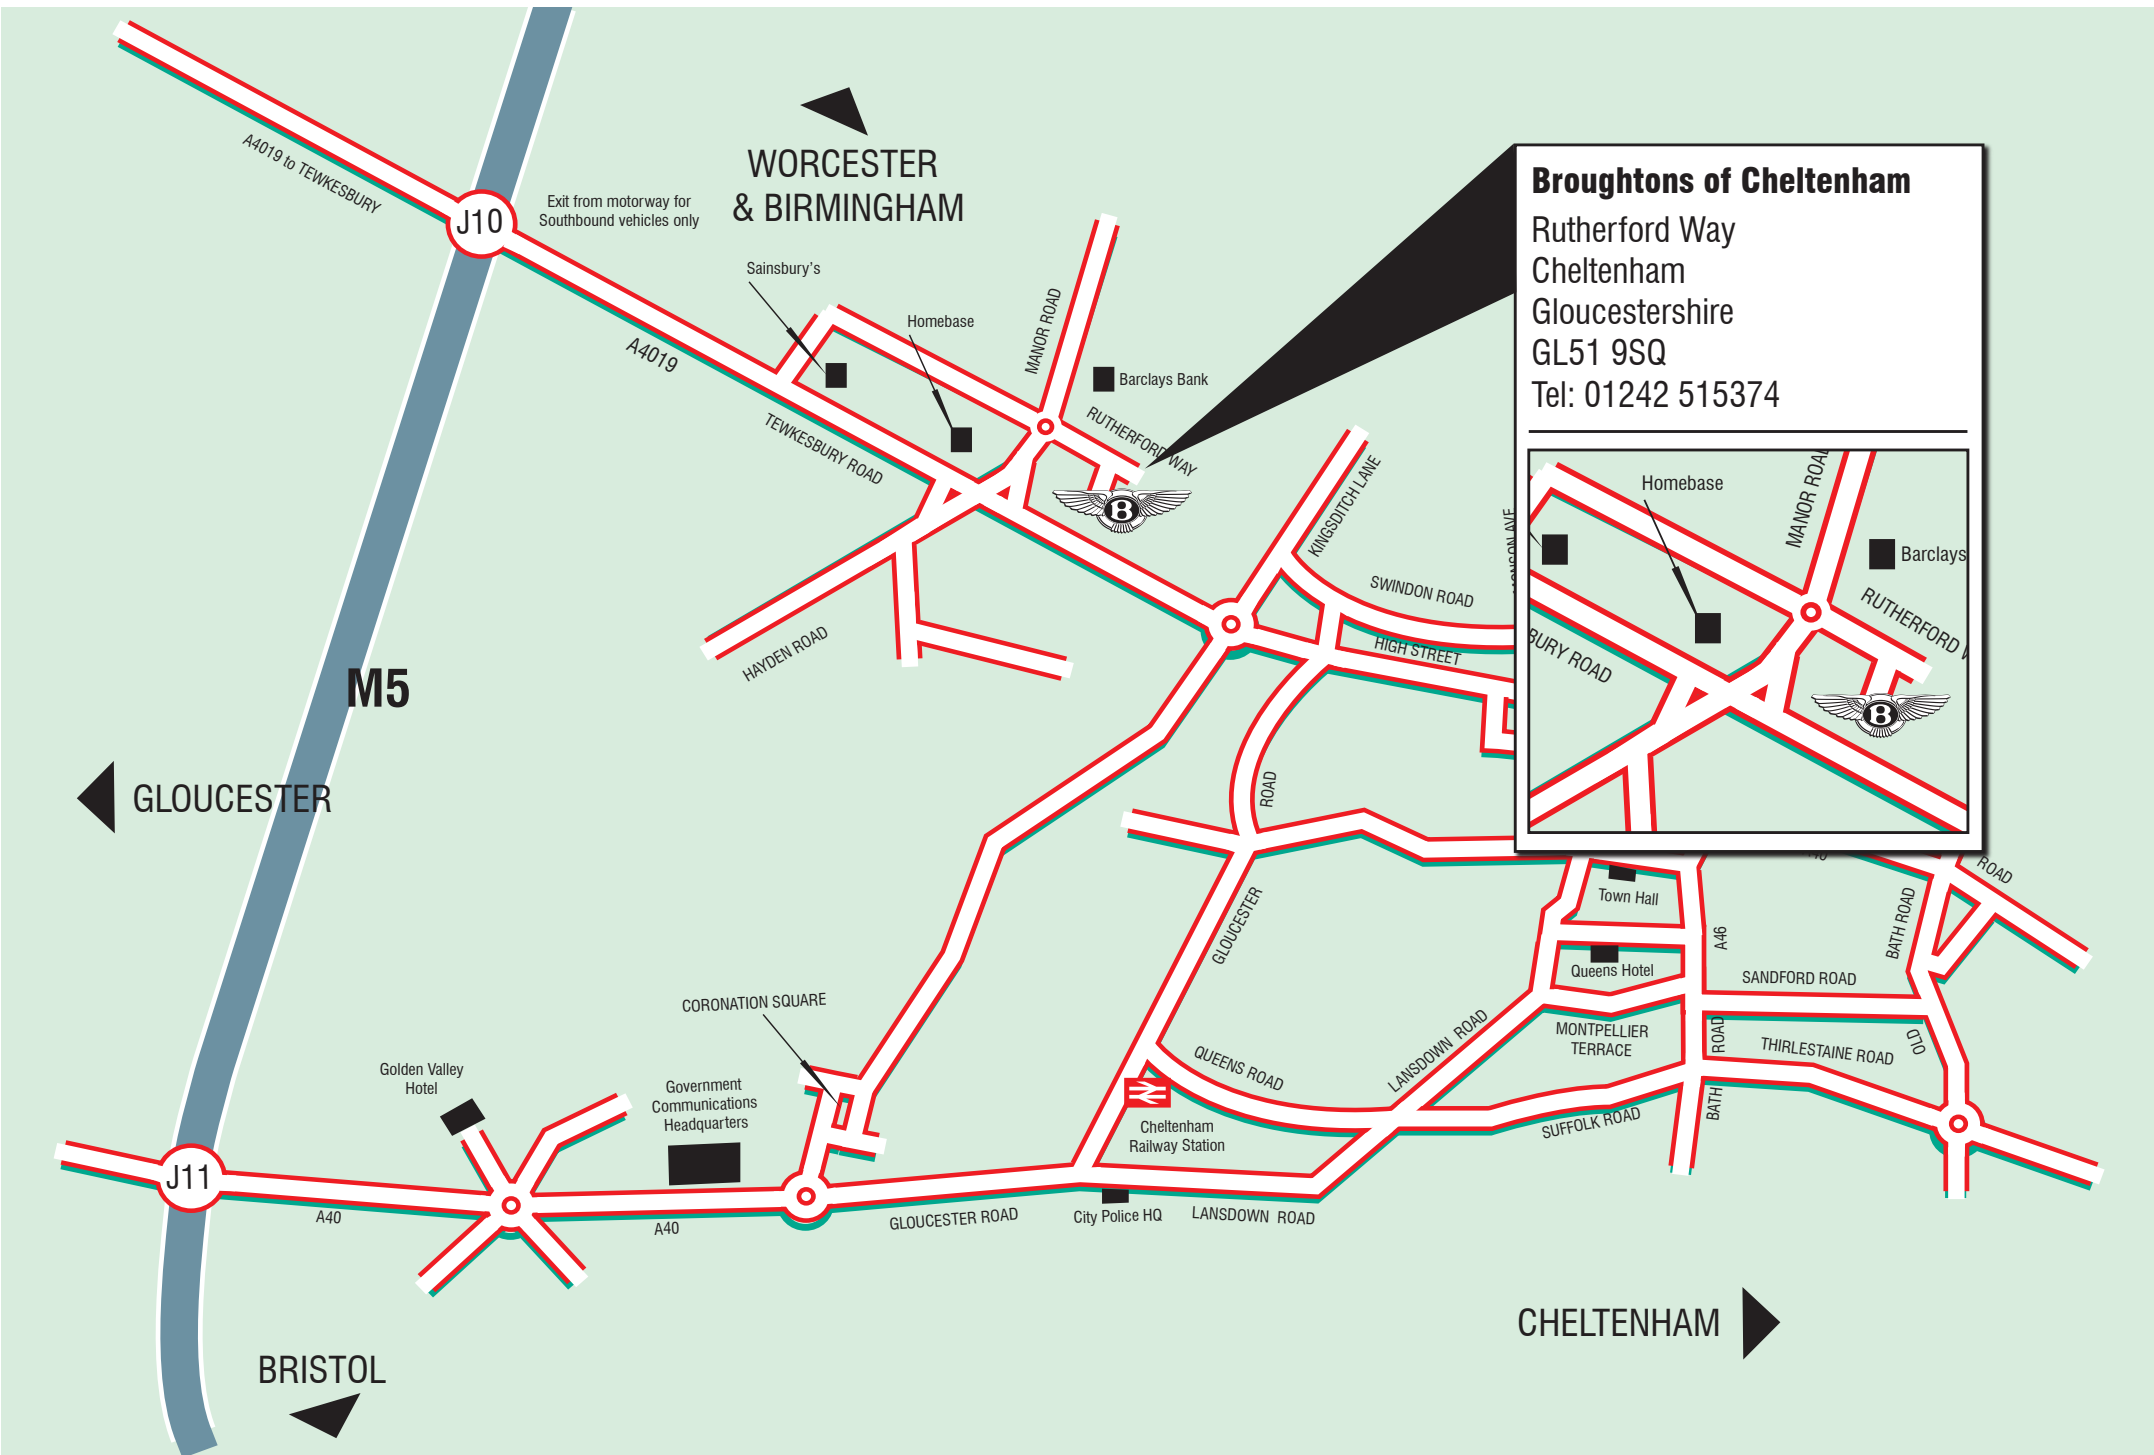 A4019 to TEWKESBURY
J10
Exit from motorway for
Southbound vehicles only
WORCESTER
& BIRMINGHAM
Sainsbury's
Homebase
MANOR ROAD
Barclays Bank
RUTHERFORD WAY
A4019
TEWKESBURY ROAD
HAYDEN ROAD
KINGSDITCH LANE
SWINDON ROAD
HIGH STREET
Broughtons of Cheltenham
Rutherford Way
Cheltenham
Gloucestershire
GL51 9SQ
Tel: 01242 515374
Homebase
MANOR ROAD
Barclays
RUTHERFORD
BURY ROAD
B
B
AVE
M5
GLOUCESTER
ROAD
GLOUCESTER
Town Hall
A46
Queens Hotel
BATH ROAD
ROAD
SANDFORD ROAD
OLD
MONTPELLIER
TERRACE
ROAD
THIRLESTAINE ROAD
BATH
LANSDOWN ROAD
QUEENS ROAD
SUFFOLK ROAD
CORONATION SQUARE
Golden Valley
Hotel
Government
Communications
Headquarters
Cheltenham
Railway Station
J11
A40
A40
GLOUCESTER ROAD
City Police HQ
LANSDOWN ROAD
CHELTENHAM
BRISTOL